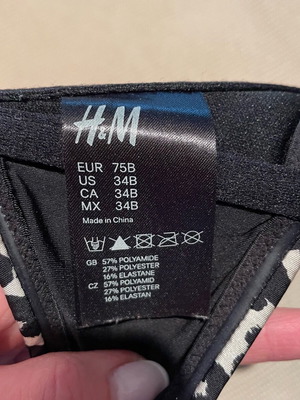 H&M
EUR 75B
US 34B
CA 34B
MX 34B
Made in China
GB 57% POLYAMIDE
27% POLYESTER
16% ELASTANE
CZ 57% POLYAMID
27% POLYESTER
16% ELASTAN